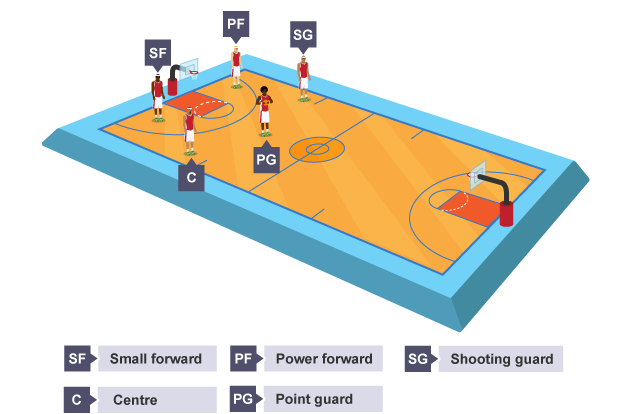 PF
SG
SF
PG
C
SF Small forward
PF Power forward
SG Shooting guard
C Centre
PG Point guard